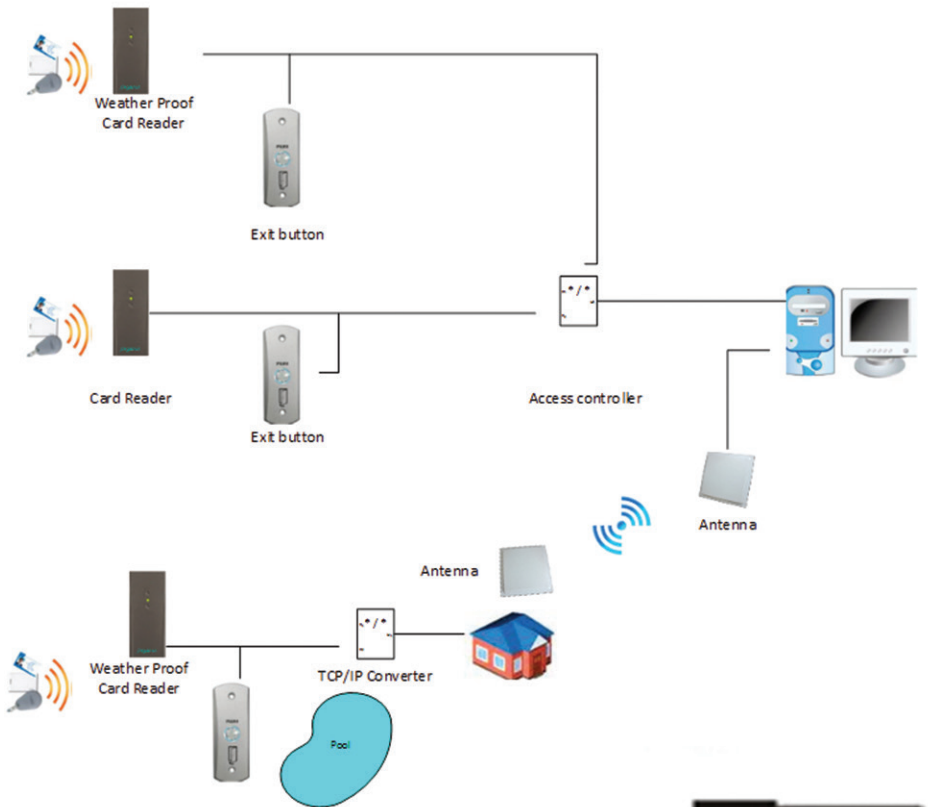 Weather Proof
Card Reader
Exit button
Card Reader
Exit button
Access controller
Antenna
Antenna
Weather Proof
Card Reader
TCP/IP Converter
Pool